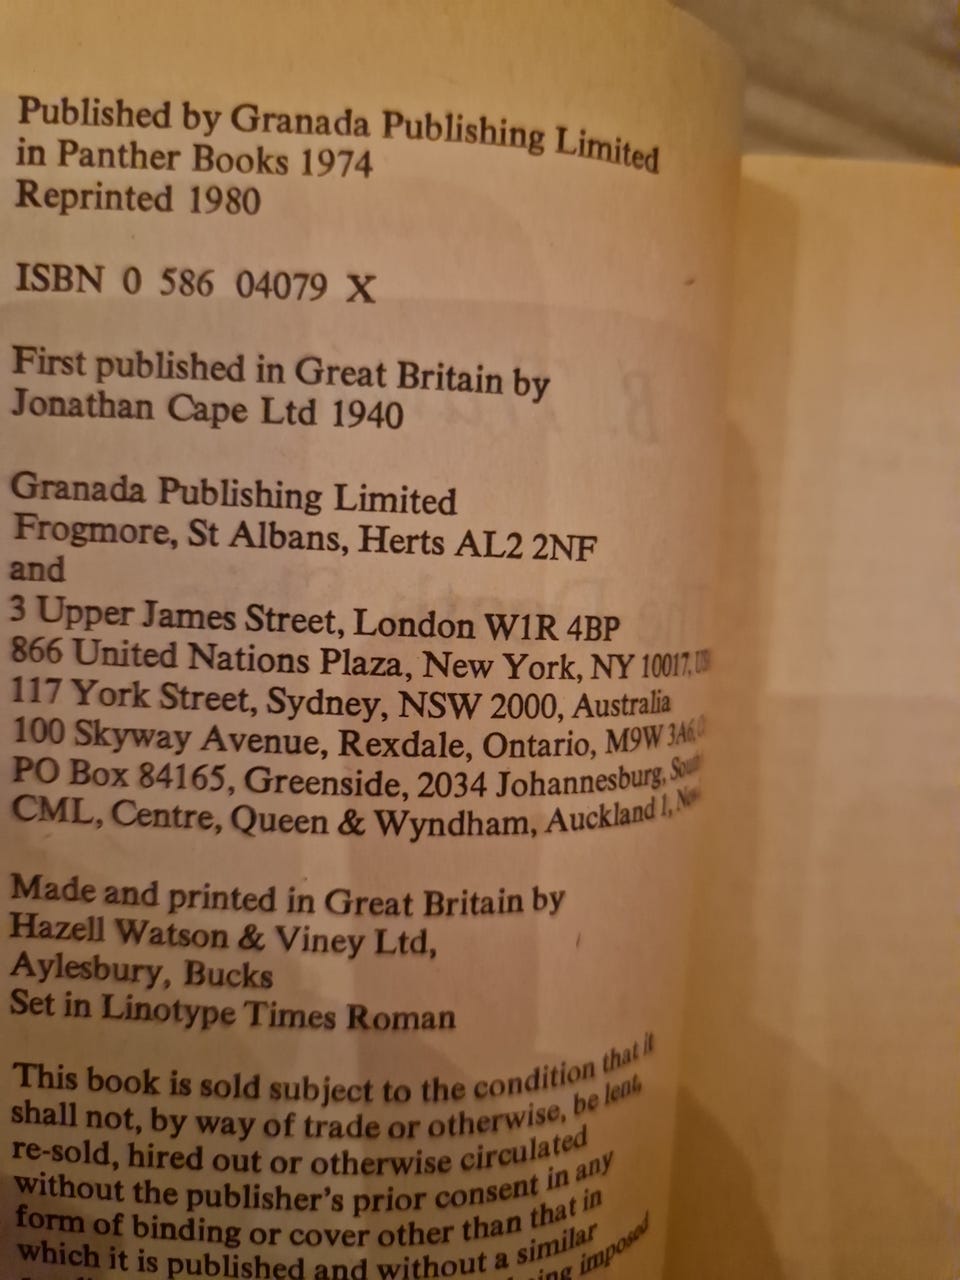 Published by Granada Publishing Limited
in Panther Books 1974
Reprinted 1980
ISBN 0 586 04079 X
First published in Great Britain by
Jonathan Cape Ltd 1940
Granada Publishing Limited
Frogmore, St Albans, Herts AL2 2NF
and
3 Upper James Street, London W1R 4BP
866 United Nations Plaza, New York, NY 10017,
117 York Street, Sydney, NSW 2000, Australia
100 Skyway Avenue, Rexdale, Ontario, M9W 3A6,
PO Box 84165, Greenside, 2034 Johannesburg,
CML, Centre, Queen & Wyndham, Auckland 1,
Made and printed in Great Britain by
Hazell Watson & Viney Ltd,
Aylesbury, Bucks
Set in Linotype Times Roman
This book is sold subject to the condition that it
shall not, by way of trade or otherwise, be lent,
re-sold, hired out or otherwise circulated
without the publisher's prior consent in any
form of binding or cover other than that in
which it is published and without a similar
imposed